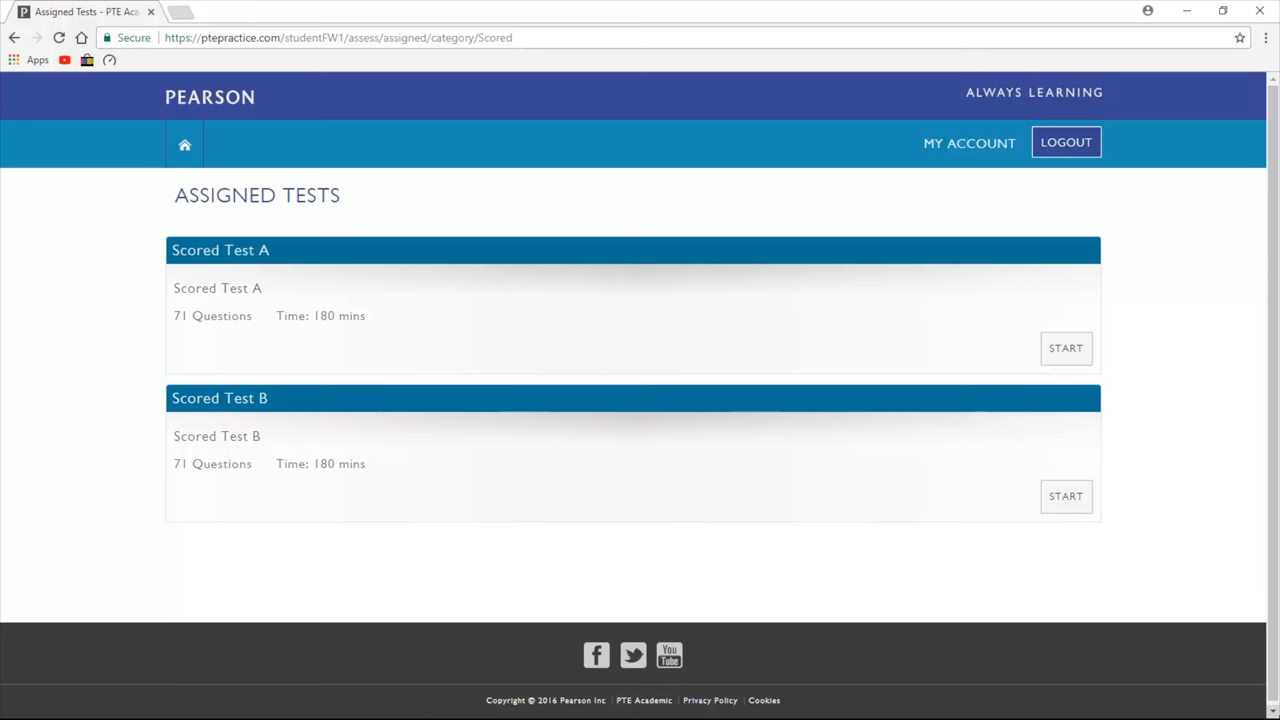 Assigned Tests - PTE Aca
Secure https://ptepractice.com/studentFW1/assess/assigned/category/Scored
Apps
PEARSON
ALWAYS LEARNING
MY ACCOUNT
LOGOUT
ASSIGNED TESTS
Scored Test A
Scored Test A
71 Questions Time: 180 mins
START
Scored Test B
Scored Test B
71 Questions Time: 180 mins
START
You
Tube
Copyright © 2016 Pearson Inc | PTE Academic | Privacy Policy | Cookies